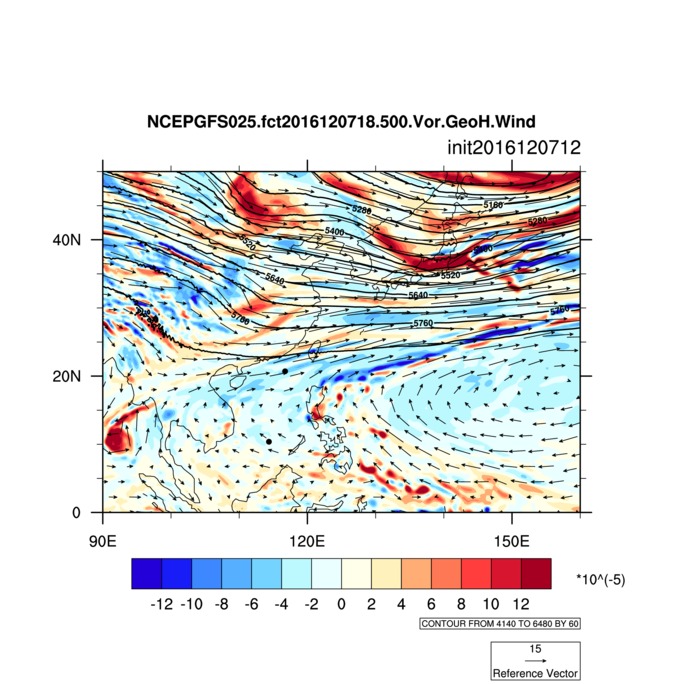 NCEPGFS025.fct2016120718.500.Vor.GeoH.Wind
init2016120712
5160
5280
5280
5400
5520
5520
5640
5640
5760
5760
5760
40N
20N
0
90E 120E 150E
-12 -10 -8 -6 -4 -2 0 2 4 6 8 10 12
*10^(-5)
CONTOUR FROM 4140 TO 6480 BY 60
15
Reference Vector